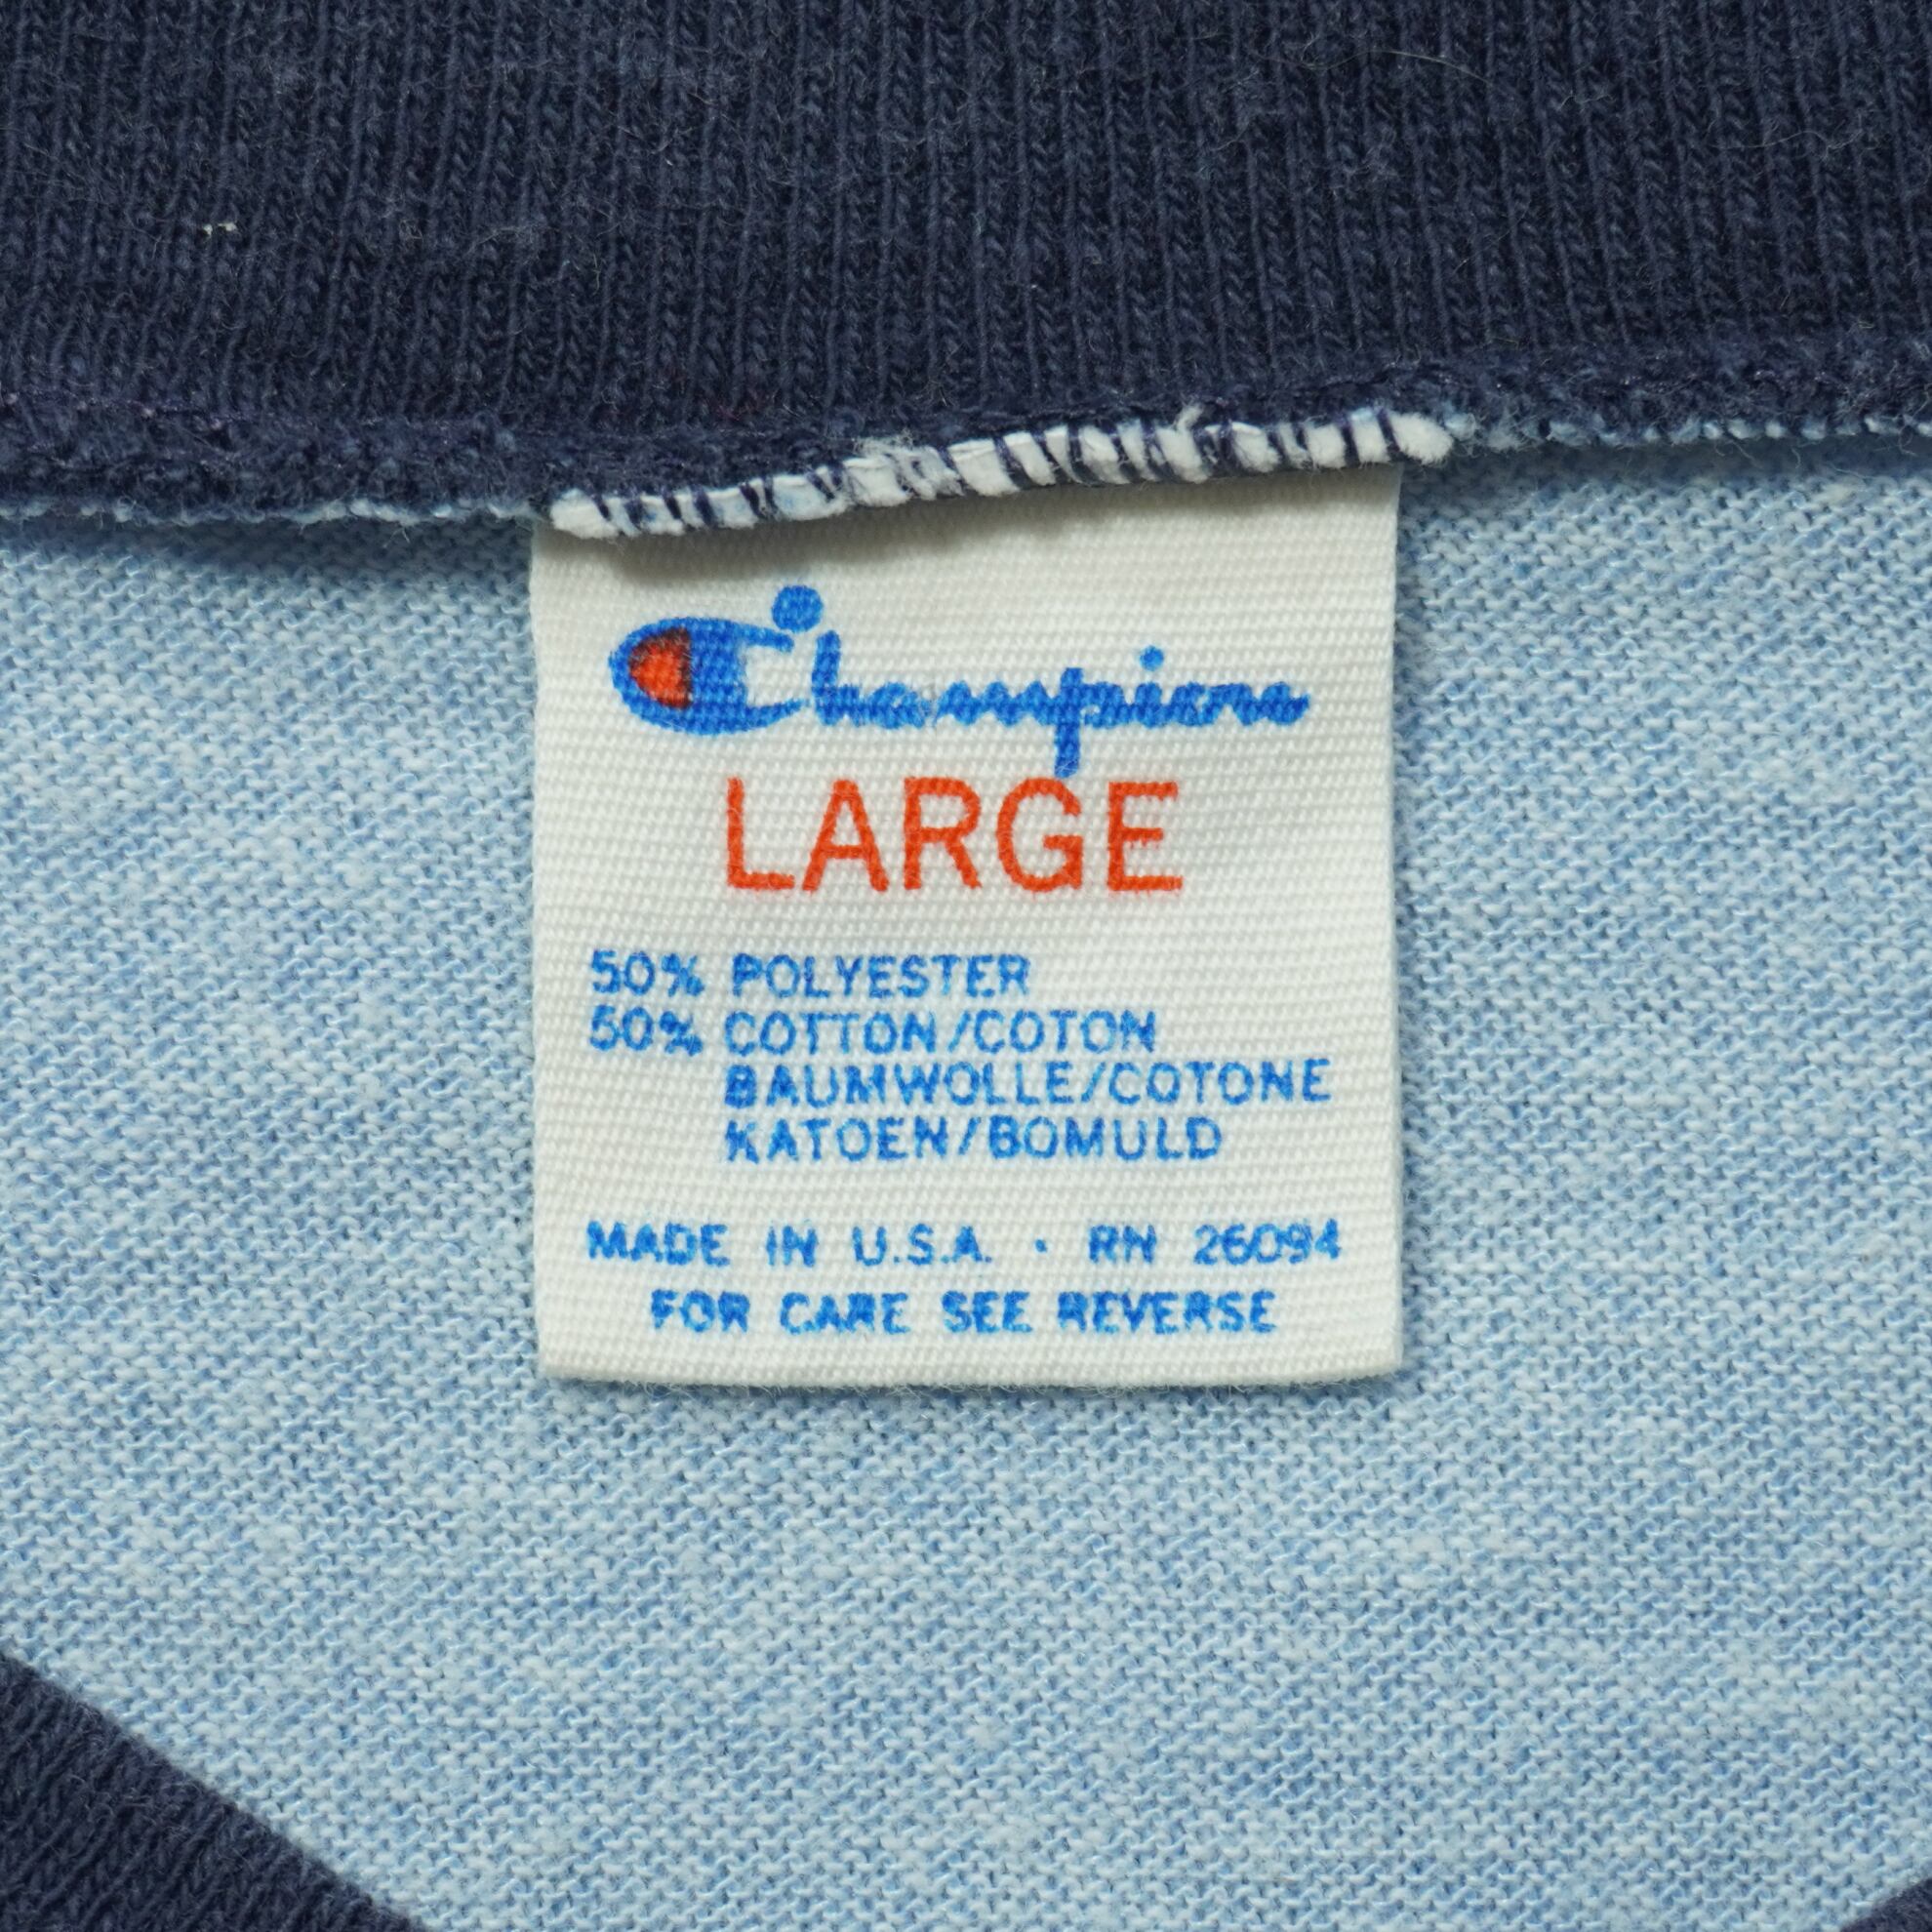 Champion
LARGE
50% POLYESTER
50% COTTON/COTON
BAUMWOLLE/COTONE
KATOEN/BOMULD
MADE IN U.S.A. · RN 26094
FOR CARE SEE REVERSE